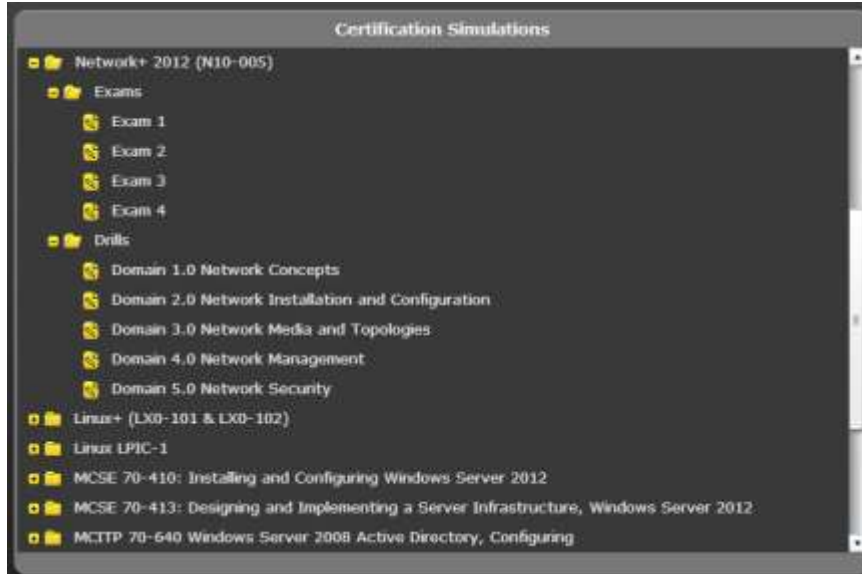 Certification Simulations
Network+ 2012 (N10-005)
Exams
Exam 1
Exam 2
Exam 3
Exam 4
Drills
Domain 1.0 Network Concepts
Domain 2.0 Network Installation and Configuration
Domain 3.0 Network Media and Topologies
Domain 4.0 Network Management
Domain 5.0 Network Security
Linux+ (LX0-101 & LX0-102)
Linux LPIC-1
MCSE 70-410: Installing and Configuring Windows Server 2012
MCSE 70-413: Designing and Implementing a Server Infrastructure, Windows Server 2012
MCITP 70-640 Windows Server 2008 Active Directory, Configuring